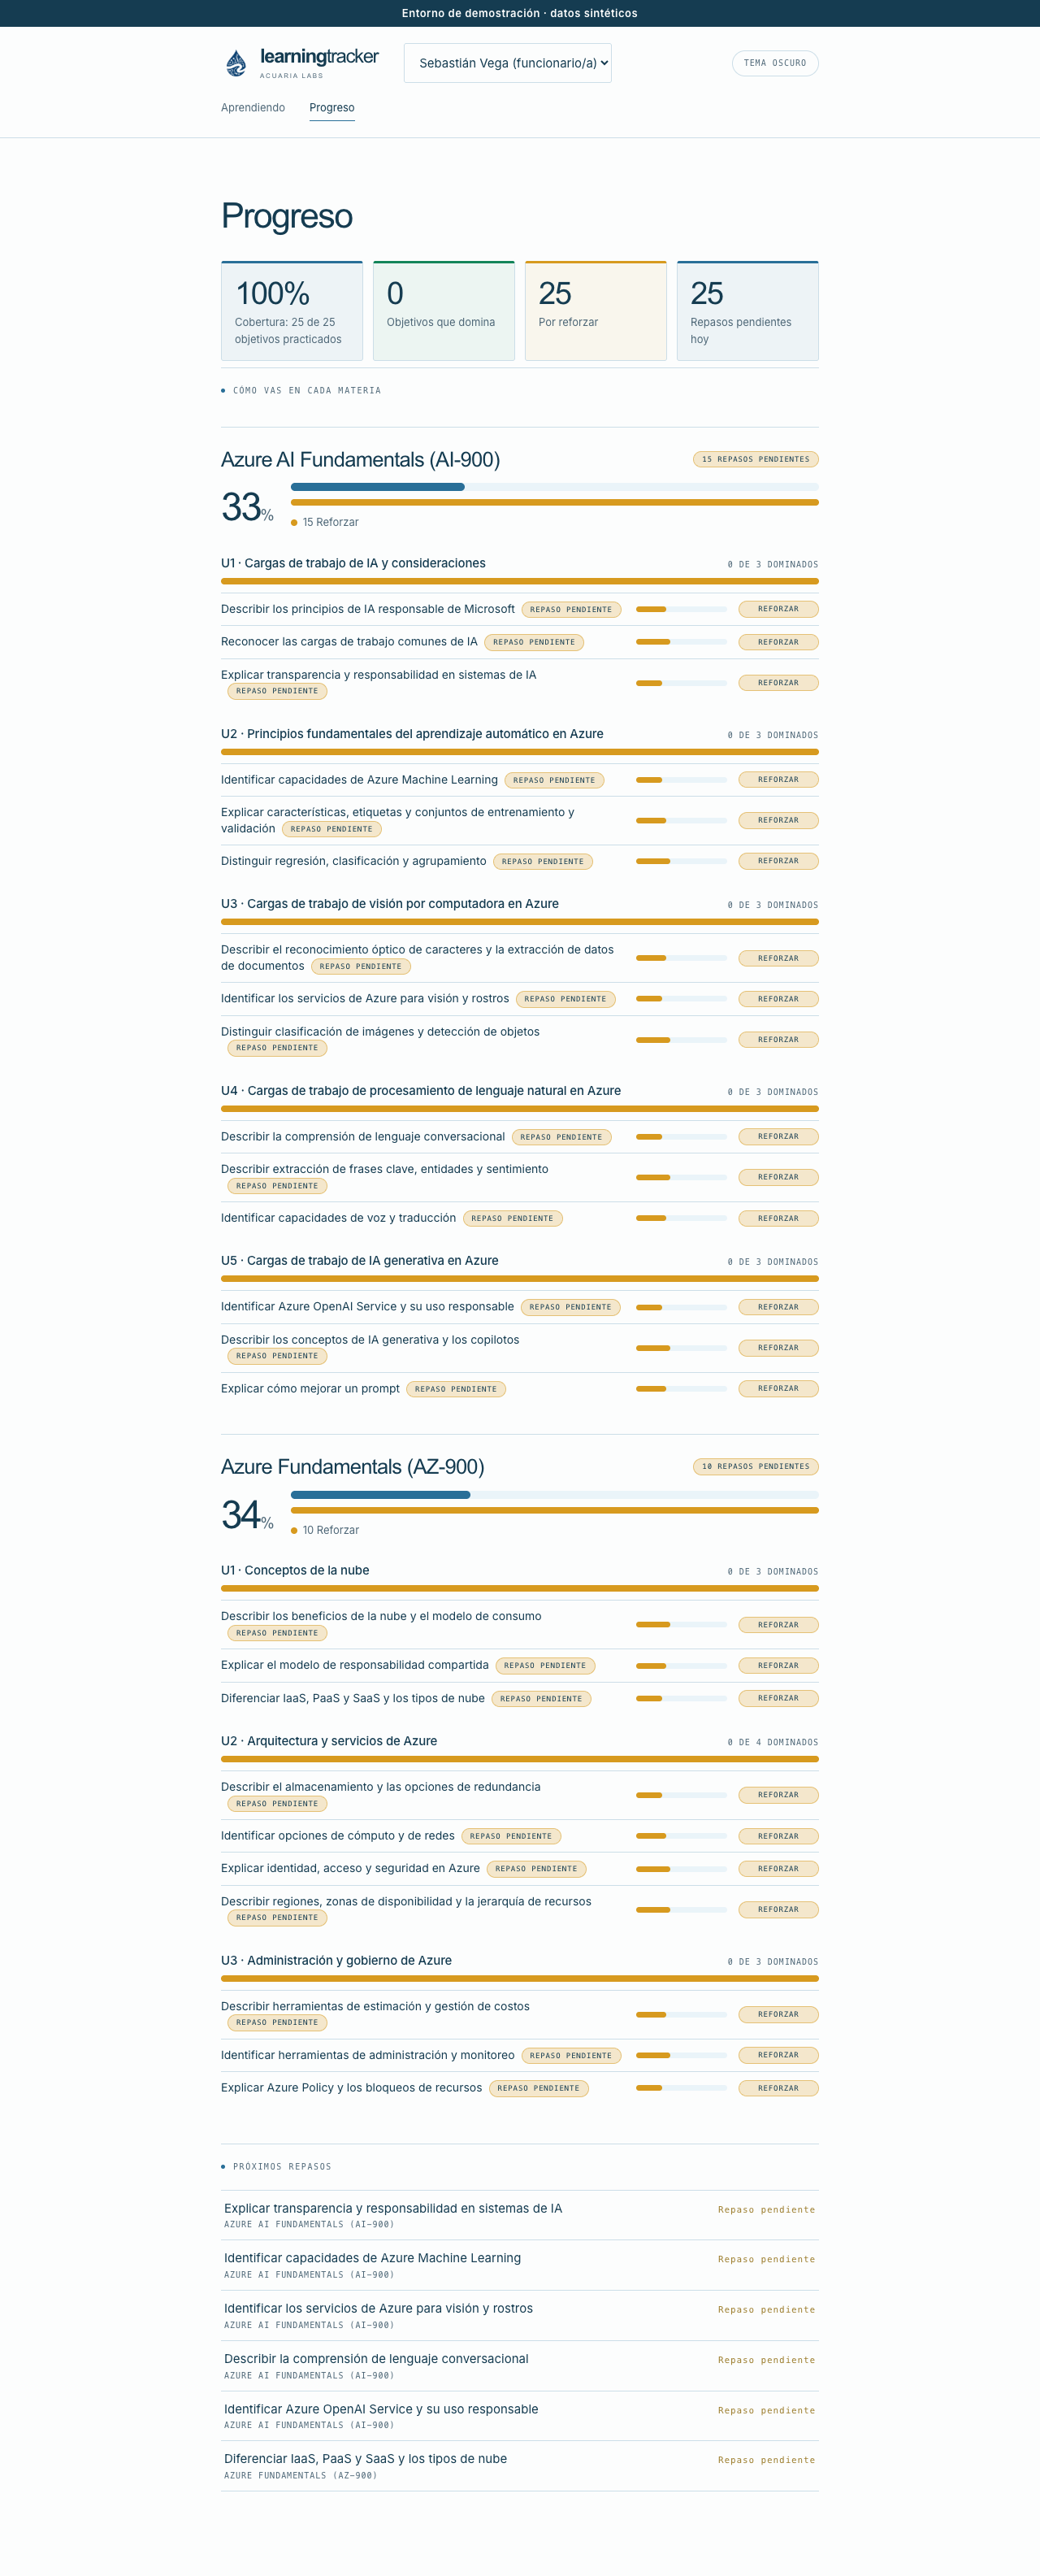 Entorno de demostración · datos sintéticos
learningtracker
ACUARIA LABS
Sebastián Vega (funcionario/a)
TEMA OSCURO
Aprendiendo
Progreso
Progreso
100%
Cobertura: 25 de 25
objetivos practicados
0
Objetivos que domina
25
Por reforzar
25
Repasos pendientes
hoy
CÓMO VAS EN CADA MATERIA
Azure AI Fundamentals (AI-900)
15 REPASOS PENDIENTES
33%
15 Reforzar
U1 · Cargas de trabajo de IA y consideraciones
0 DE 3 DOMINADOS
Describir los principios de IA responsable de Microsoft REPASO PENDIENTE
REFORZAR
Reconocer las cargas de trabajo comunes de IA REPASO PENDIENTE
REFORZAR
Explicar transparencia y responsabilidad en sistemas de IA
REPASO PENDIENTE
REFORZAR
U2 · Principios fundamentales del aprendizaje automático en Azure
0 DE 3 DOMINADOS
Identificar capacidades de Azure Machine Learning REPASO PENDIENTE
REFORZAR
Explicar características, etiquetas y conjuntos de entrenamiento y
validación REPASO PENDIENTE
REFORZAR
Distinguir regresión, clasificación y agrupamiento REPASO PENDIENTE
REFORZAR
U3 · Cargas de trabajo de visión por computadora en Azure
0 DE 3 DOMINADOS
Describir el reconocimiento óptico de caracteres y la extracción de datos
de documentos REPASO PENDIENTE
REFORZAR
Identificar los servicios de Azure para visión y rostros REPASO PENDIENTE
REFORZAR
Distinguir clasificación de imágenes y detección de objetos
REPASO PENDIENTE
REFORZAR
U4 · Cargas de trabajo de procesamiento de lenguaje natural en Azure
0 DE 3 DOMINADOS
Describir la comprensión de lenguaje conversacional REPASO PENDIENTE
REFORZAR
Describir extracción de frases clave, entidades y sentimiento
REPASO PENDIENTE
REFORZAR
Identificar capacidades de voz y traducción REPASO PENDIENTE
REFORZAR
U5 · Cargas de trabajo de IA generativa en Azure
0 DE 3 DOMINADOS
Identificar Azure OpenAI Service y su uso responsable REPASO PENDIENTE
REFORZAR
Describir los conceptos de IA generativa y los copilotos
REPASO PENDIENTE
REFORZAR
Explicar cómo mejorar un prompt REPASO PENDIENTE
REFORZAR
Azure Fundamentals (AZ-900)
10 REPASOS PENDIENTES
34%
10 Reforzar
U1 · Conceptos de la nube
0 DE 3 DOMINADOS
Describir los beneficios de la nube y el modelo de consumo
REPASO PENDIENTE
REFORZAR
Explicar el modelo de responsabilidad compartida REPASO PENDIENTE
REFORZAR
Diferenciar IaaS, PaaS y SaaS y los tipos de nube REPASO PENDIENTE
REFORZAR
U2 · Arquitectura y servicios de Azure
0 DE 4 DOMINADOS
Describir el almacenamiento y las opciones de redundancia
REPASO PENDIENTE
REFORZAR
Identificar opciones de cómputo y de redes REPASO PENDIENTE
REFORZAR
Explicar identidad, acceso y seguridad en Azure REPASO PENDIENTE
REFORZAR
Describir regiones, zonas de disponibilidad y la jerarquía de recursos
REPASO PENDIENTE
REFORZAR
U3 · Administración y gobierno de Azure
0 DE 3 DOMINADOS
Describir herramientas de estimación y gestión de costos
REPASO PENDIENTE
REFORZAR
Identificar herramientas de administración y monitoreo REPASO PENDIENTE
REFORZAR
Explicar Azure Policy y los bloqueos de recursos REPASO PENDIENTE
REFORZAR
PRÓXIMOS REPASOS
Explicar transparencia y responsabilidad en sistemas de IA
Repaso pendiente
AZURE AI FUNDAMENTALS (AI-900)
Identificar capacidades de Azure Machine Learning
Repaso pendiente
AZURE AI FUNDAMENTALS (AI-900)
Identificar los servicios de Azure para visión y rostros
Repaso pendiente
AZURE AI FUNDAMENTALS (AI-900)
Describir la comprensión de lenguaje conversacional
Repaso pendiente
AZURE AI FUNDAMENTALS (AI-900)
Identificar Azure OpenAI Service y su uso responsable
Repaso pendiente
AZURE AI FUNDAMENTALS (AI-900)
Diferenciar IaaS, PaaS y SaaS y los tipos de nube
Repaso pendiente
AZURE FUNDAMENTALS (AZ-900)